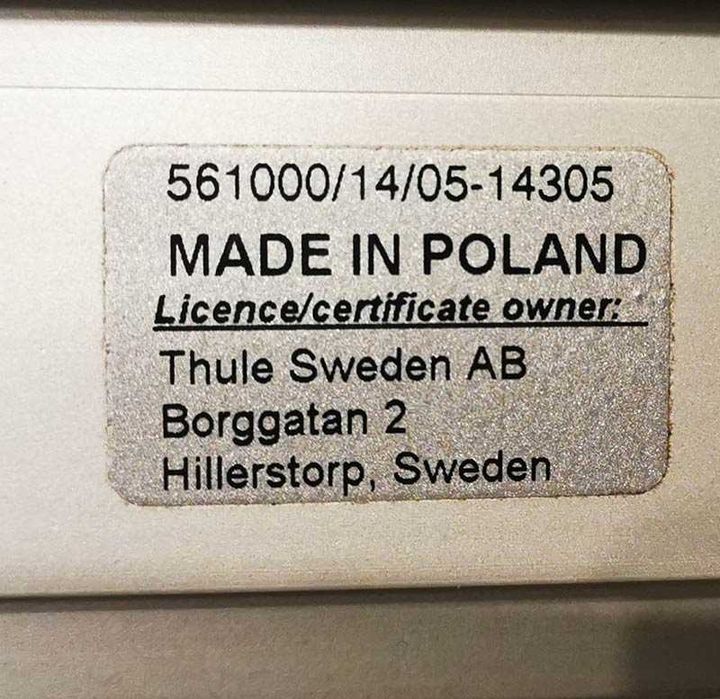 561000/14/05-14305
MADE IN POLAND
Licence/certificate owner:
Thule Sweden AB
Borggatan 2
Hillerstorp, Sweden